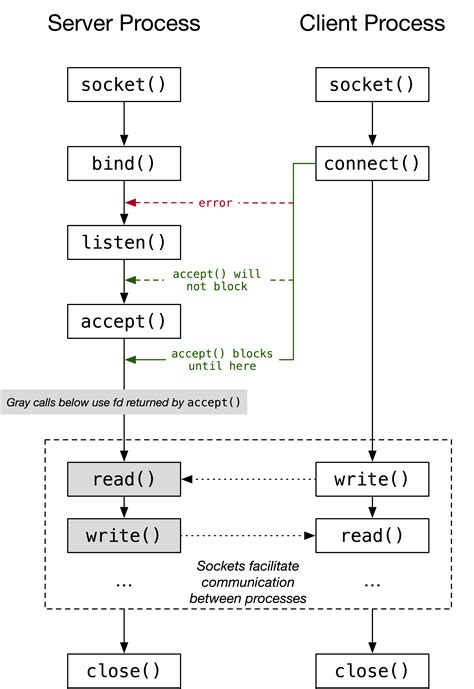 Server Process
Client Process
socket()
socket()
bind()
connect()
error
listen()
accept() will
not block
accept()
accept() blocks
until here
Gray calls below use fd returned by accept()
read()
write()
write()
read()
...
Sockets facilitate
communication
between processes
...
close()
close()